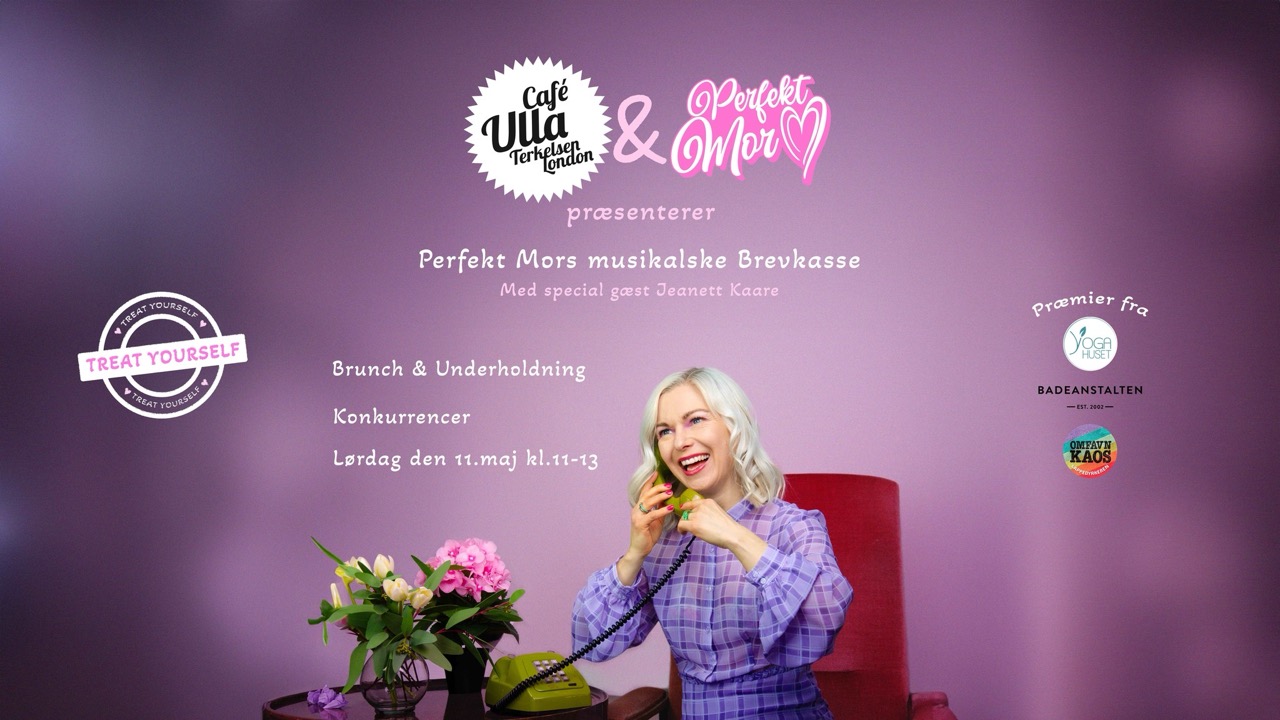 Café
Ulla
Terkelsen
London
&
Perfekt
Mor
præsenterer
Perfekt Mors musikalske Brevkasse
Med special gæst Jeanett Kaare
TREAT YOURSELF
TREAT YOURSELF
TREAT YOURSELF
Brunch & Underholdning
Konkurrencer
Lørdag den 11.maj kl.11-13
Præmier fra
YOGA
HUSET
BADEANSTALTEN
EST. 2002
OMFAVN
KAOS